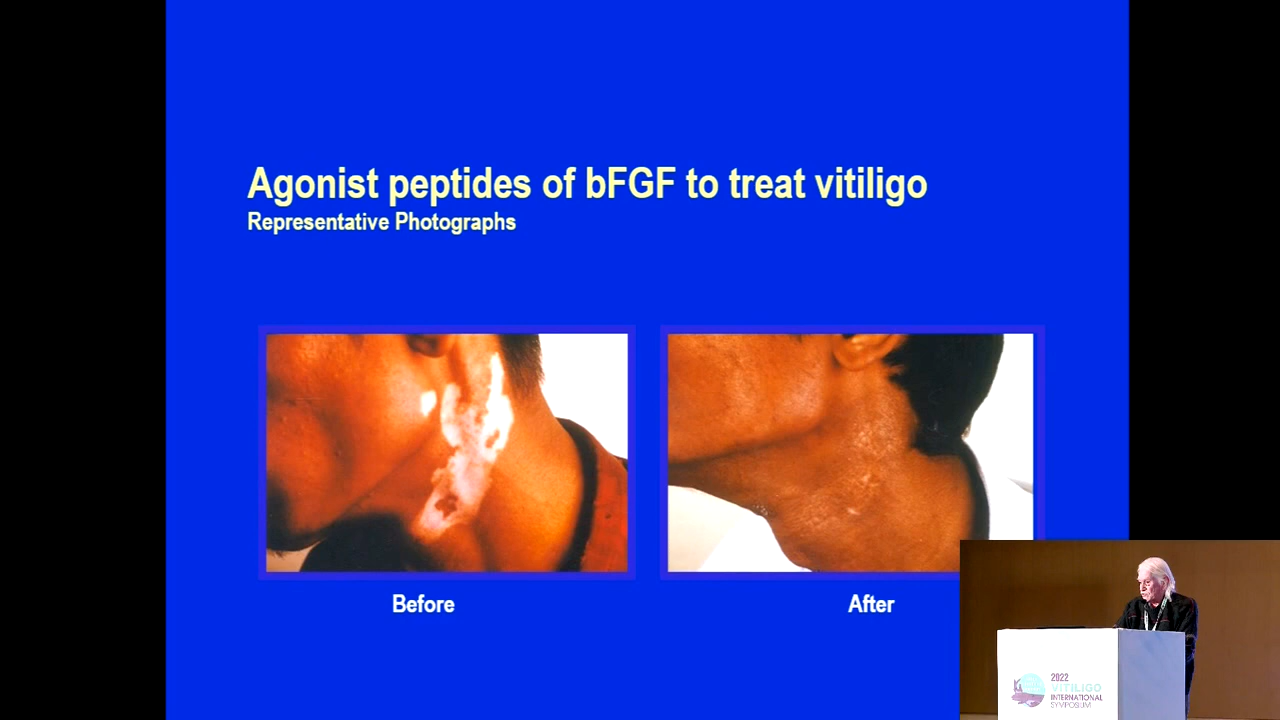 Agonist peptides of bFGF to treat vitiligo
Representative Photographs
Before
After
2022
VITILIGO
INTERNATIONAL
SYMPOSIUM